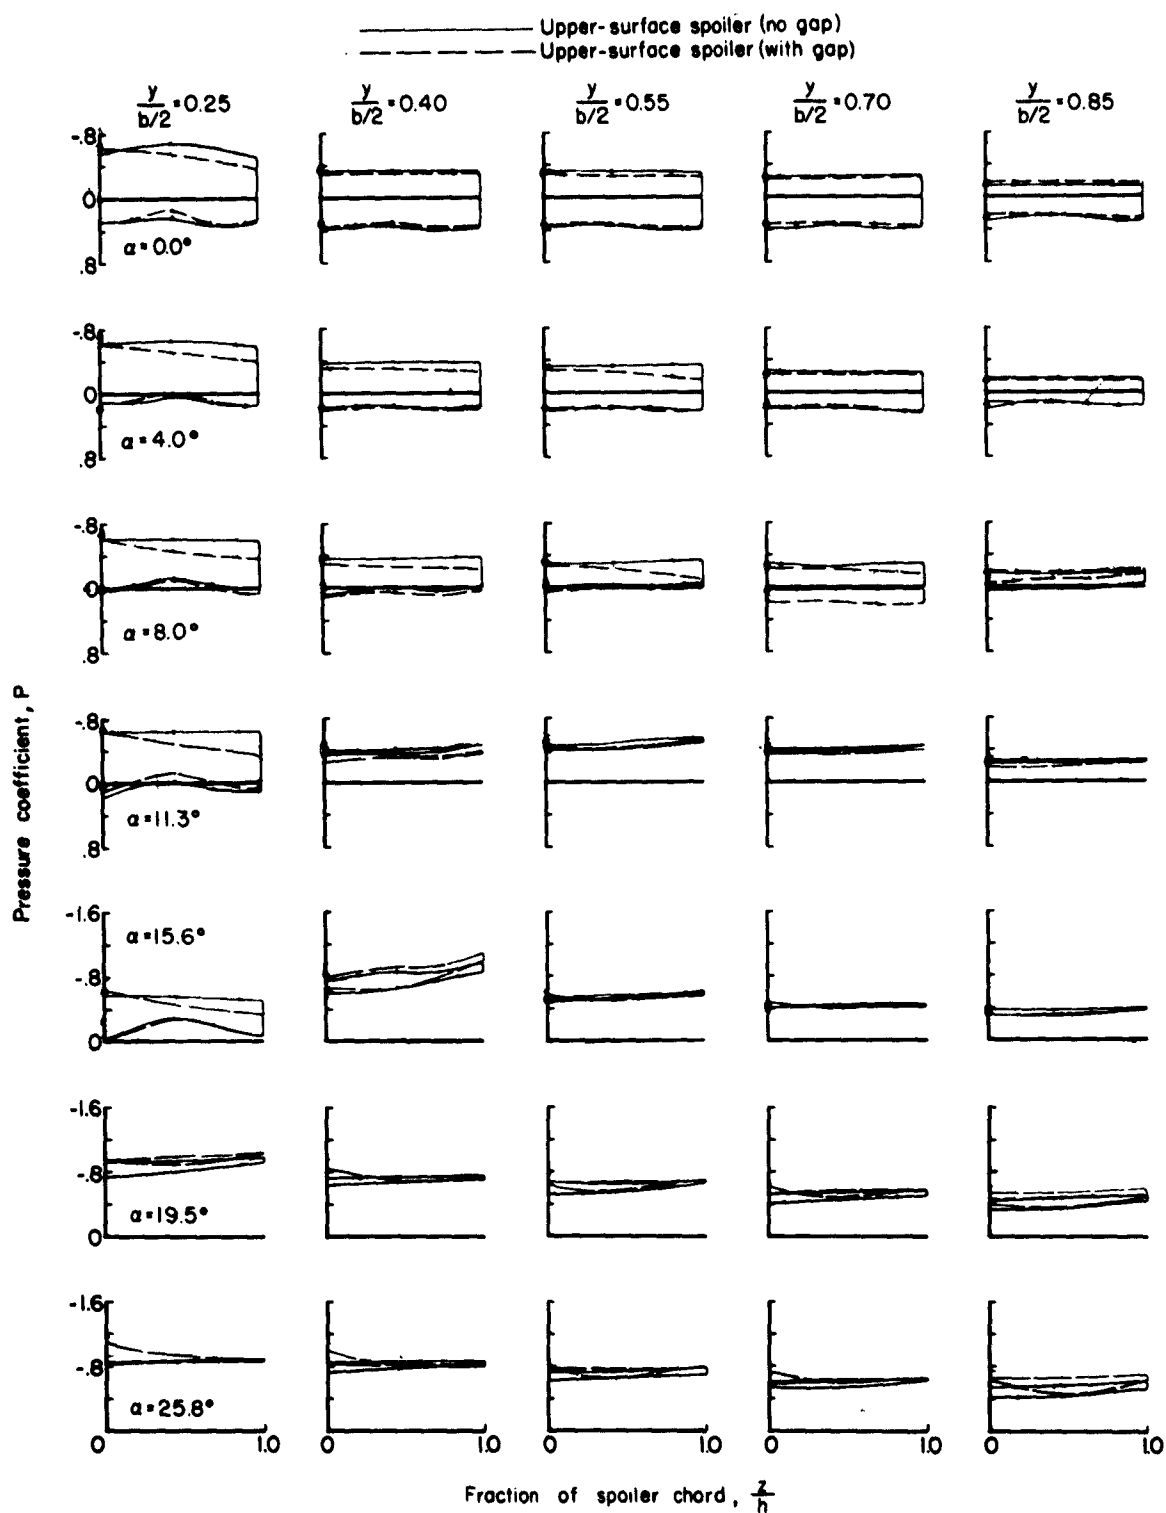 Upper-surface spoiler (no gap)
Upper-surface spoiler (with gap)
y/b/2 = 0.25 y/b/2 = 0.40 y/b/2 = 0.55 y/b/2 = 0.70 y/b/2 = 0.85
-.8
0
α = 0.0°
.8
-.8
0
α = 4.0°
.8
-.8
0
α = 8.0°
.8
-.8
0
α = 11.3°
.8
Pressure coefficient, P
-1.6
α = 15.6°
-.8
0
-1.6
-.8
α = 19.5°
0
-1.6
-.8
α = 25.8°
0 1.0 0 1.0 0 1.0 0 1.0 0 1.0
Fraction of spoiler chord, z/h